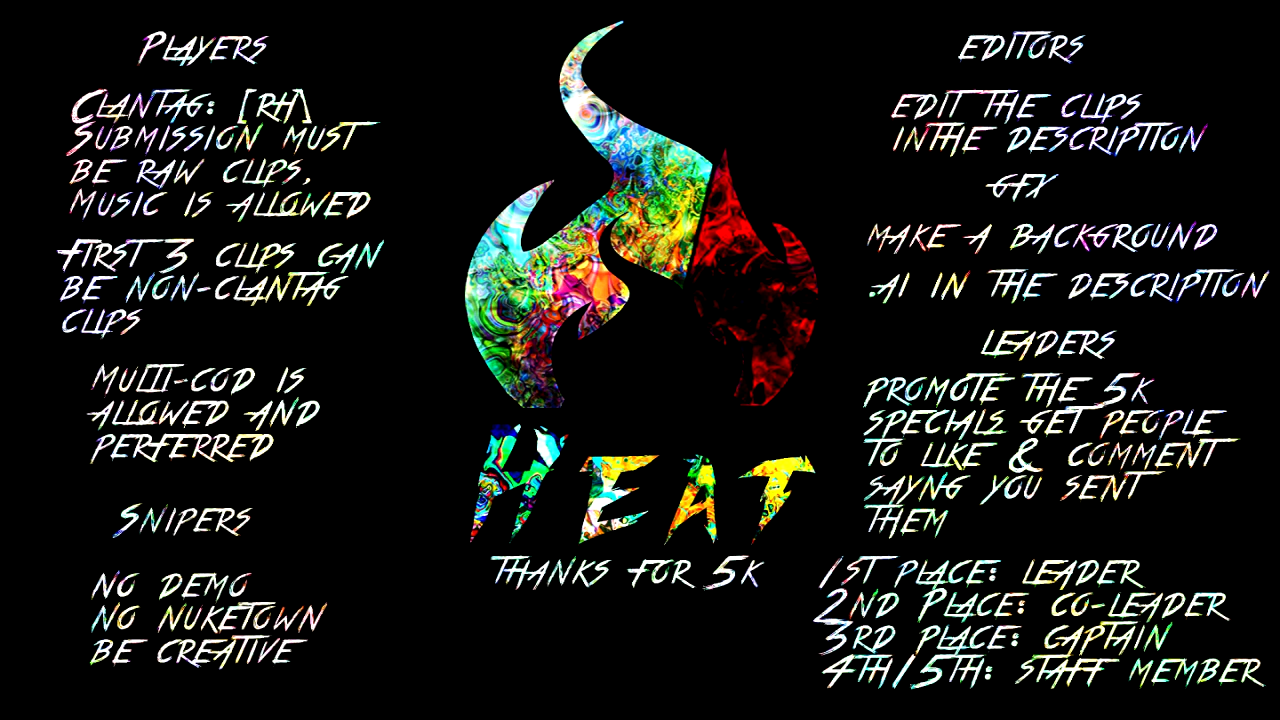 Players
Clantag: [RH]
Submission must
be raw clips,
music is allowed
First 3 clips can
be non-clantag
clips
Multi-cod is
allowed and
perferred
Snipers
no demo
no nuketown
be creative
Heat
Thanks for 5k
Editors
edit the clips
inthe description
GFX
make a background
.ai in the description
Leaders
promote the 5k
specials get people
to like & comment
sayng you sent
them
1st place: Leader
2nd Place: co-leader
3rd place: captain
4th/5th: staff member